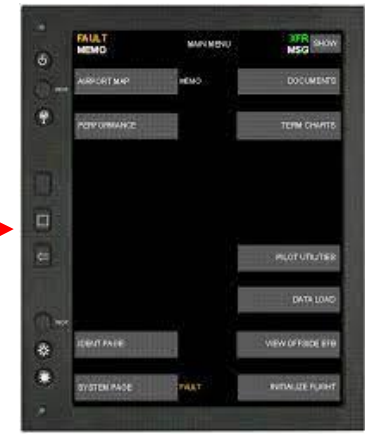 FAULT
MEMO
MAIN MENU
XFR
MSG
SHOW
AIRPORT MAP
MEMO
DOCUMENTS
PERFORMANCE
TERM CHARTS
PILOT UTILITIES
DATA LOAD
IDENT PAGE
VIEW OFFSIDE EFB
SYSTEM PAGE
FAULT
INITIALIZE FLIGHT